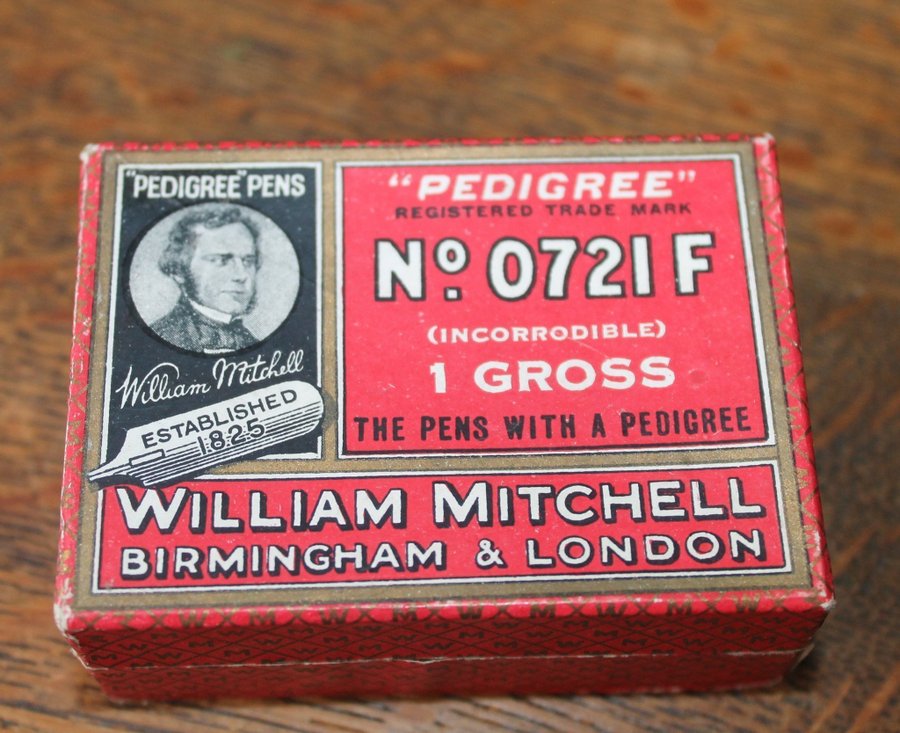 "PEDIGREE" PENS
William Mitchell
ESTABLISHED
1825
"PEDIGREE"
REGISTERED TRADE MARK
Nº. 0721F
(INCORRODIBLE)
1 GROSS
THE PENS WITH A PEDIGREE
WILLIAM MITCHELL
BIRMINGHAM & LONDON